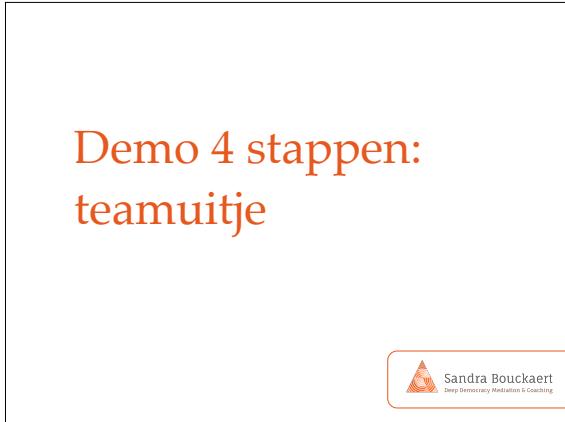 Demo 4 stappen:
teamuitje
Sandra Bouckaert
Deep Democracy Mediation & Coaching